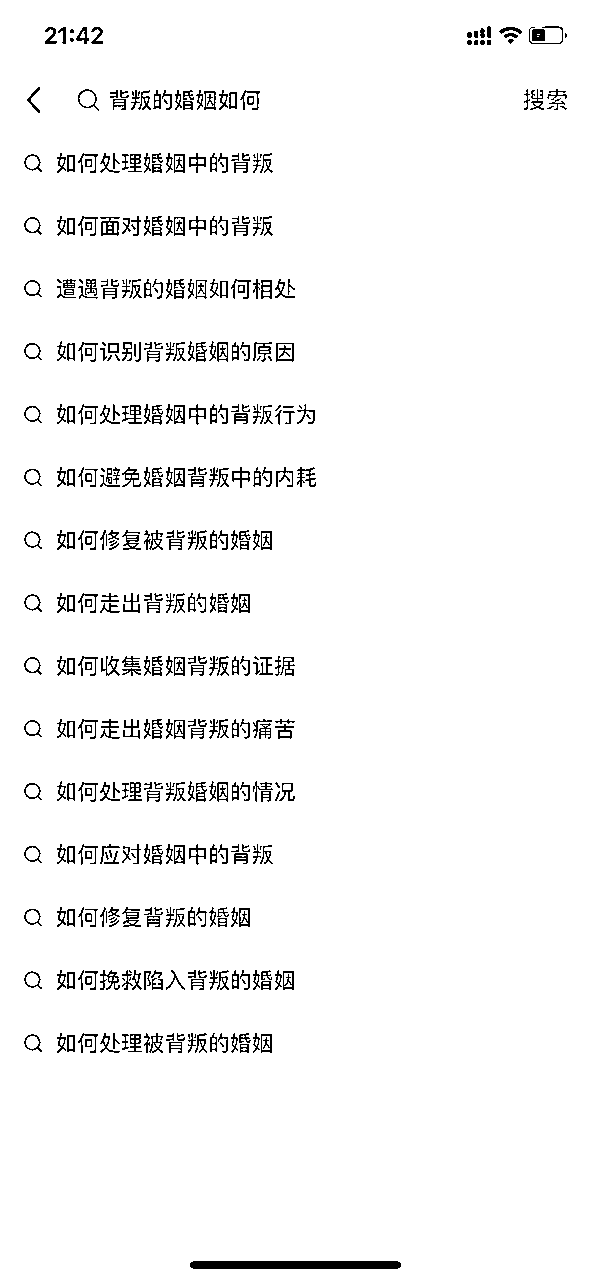 21:42
背叛的婚姻如何
搜索
如何处理婚姻中的背叛
如何面对婚姻中的背叛
遭遇背叛的婚姻如何相处
如何识别背叛婚姻的原因
如何处理婚姻中的背叛行为
如何避免婚姻背叛中的内耗
如何修复被背叛的婚姻
如何走出背叛的婚姻
如何收集婚姻背叛的证据
如何走出婚姻背叛的痛苦
如何处理背叛婚姻的情况
如何应对婚姻中的背叛
如何修复背叛的婚姻
如何挽救陷入背叛的婚姻
如何处理被背叛的婚姻